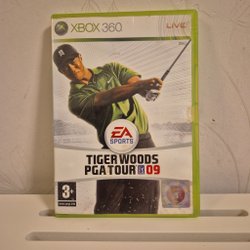 XBOX 360
LIVE
EA
SPORTS
TIGER WOODS
PGA TOUR 09
3+